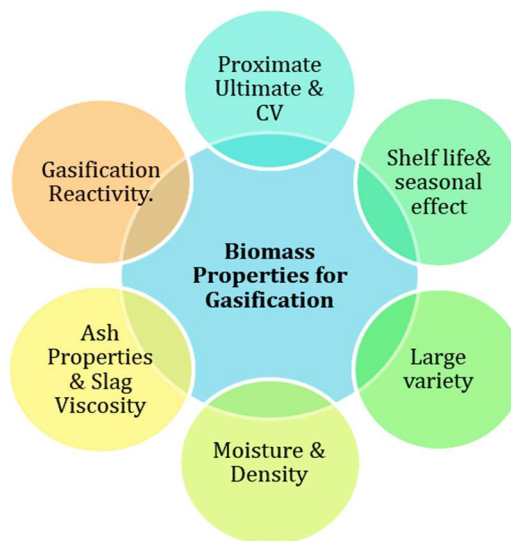 Proximate
Ultimate &
CV
Shelf life&
seasonal
effect
Large
variety
Moisture &
Density
Ash
Properties
& Slag
Viscosity
Gasification
Reactivity.
Biomass
Properties for
Gasification